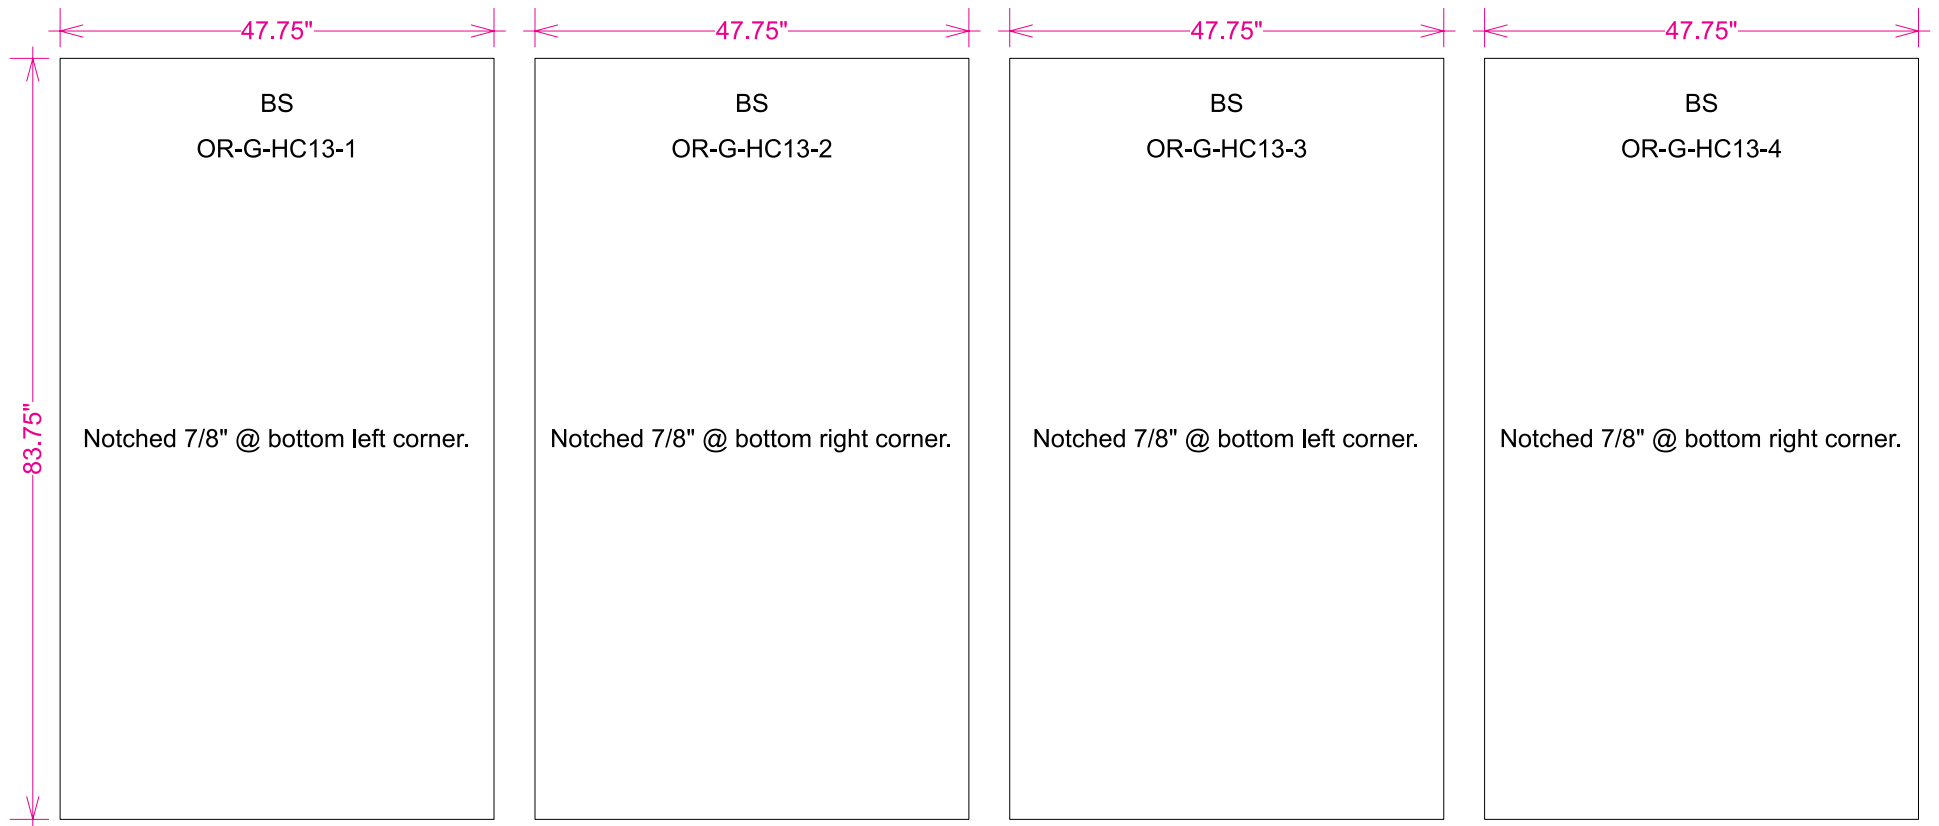 47.75"
47.75"
47.75"
47.75"
83.75"
BS
OR-G-HC13-1
Notched 7/8" @ bottom left corner.
BS
OR-G-HC13-2
Notched 7/8" @ bottom right corner.
BS
OR-G-HC13-3
Notched 7/8" @ bottom left corner.
BS
OR-G-HC13-4
Notched 7/8" @ bottom right corner.